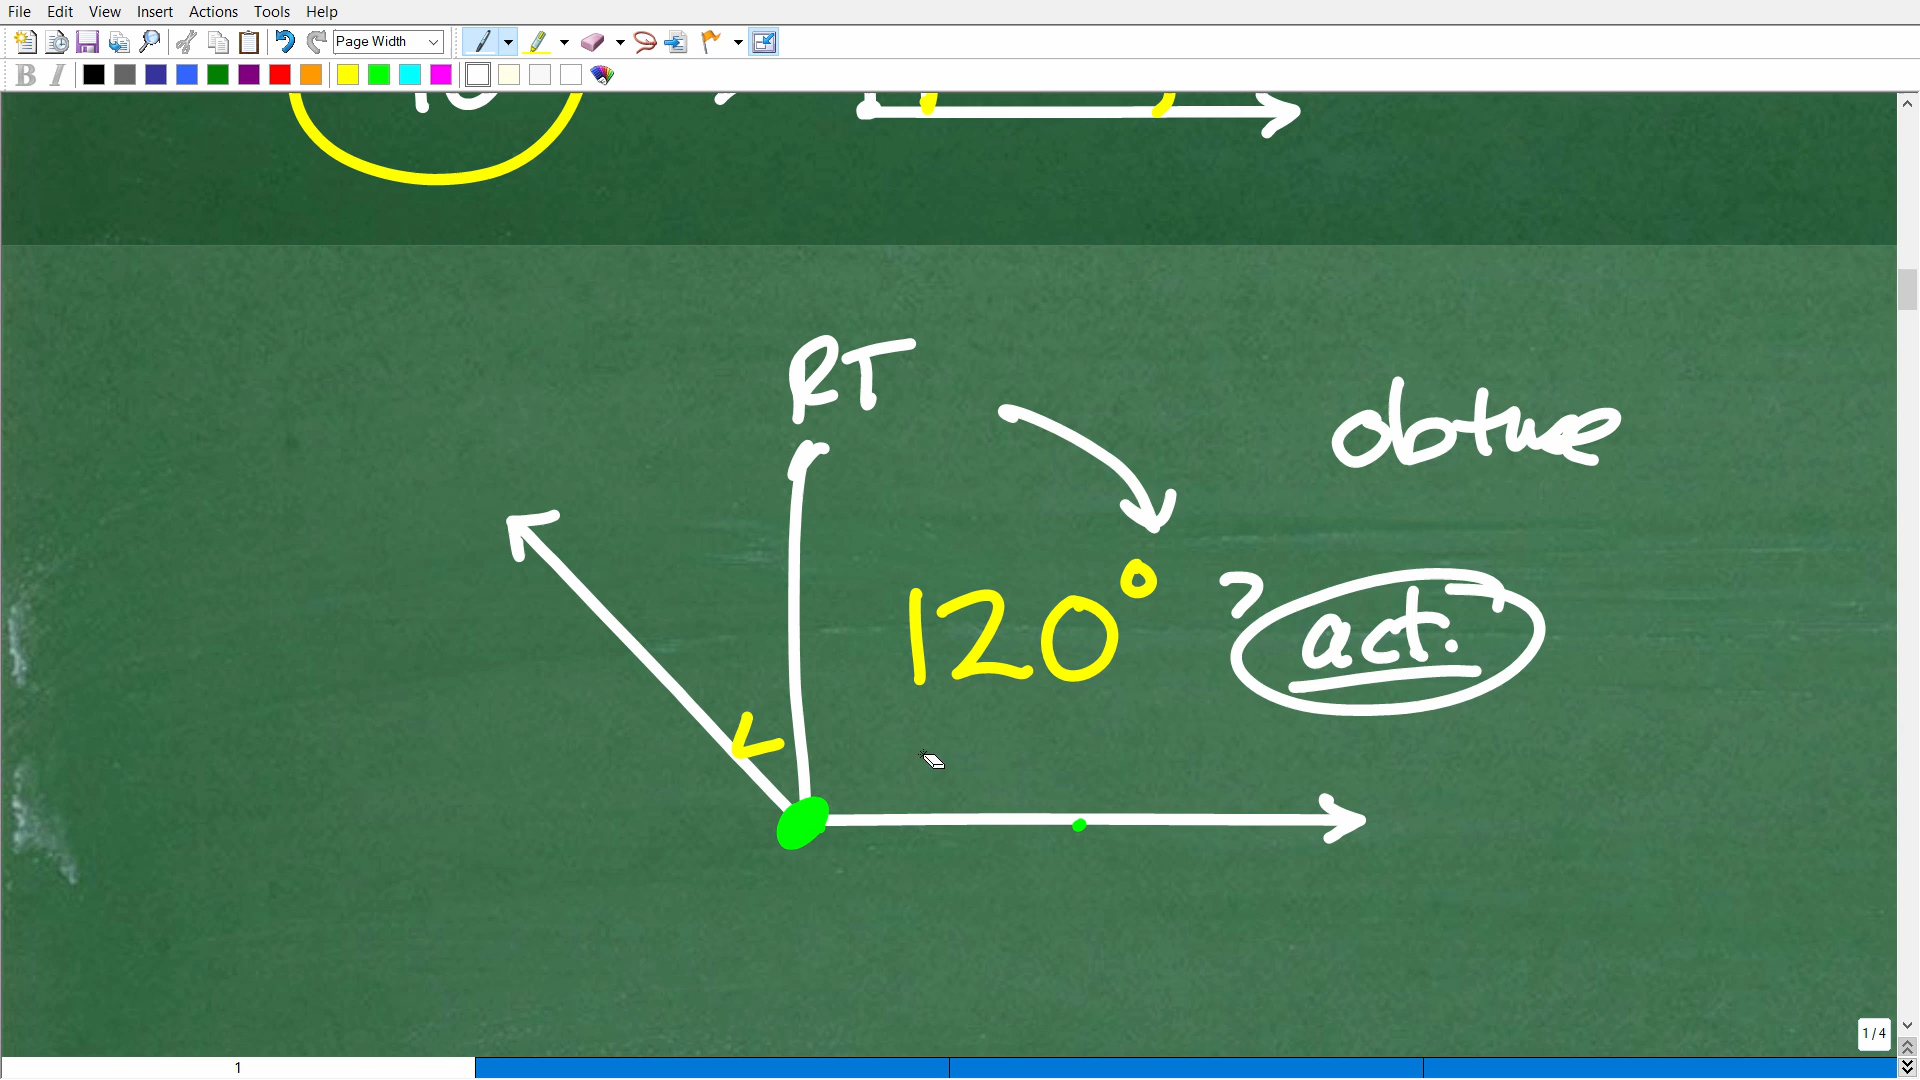 File Edit View Insert Actions Tools Help
Page Width
B I
RT
obtuse
120°
? act.
1 / 4
1